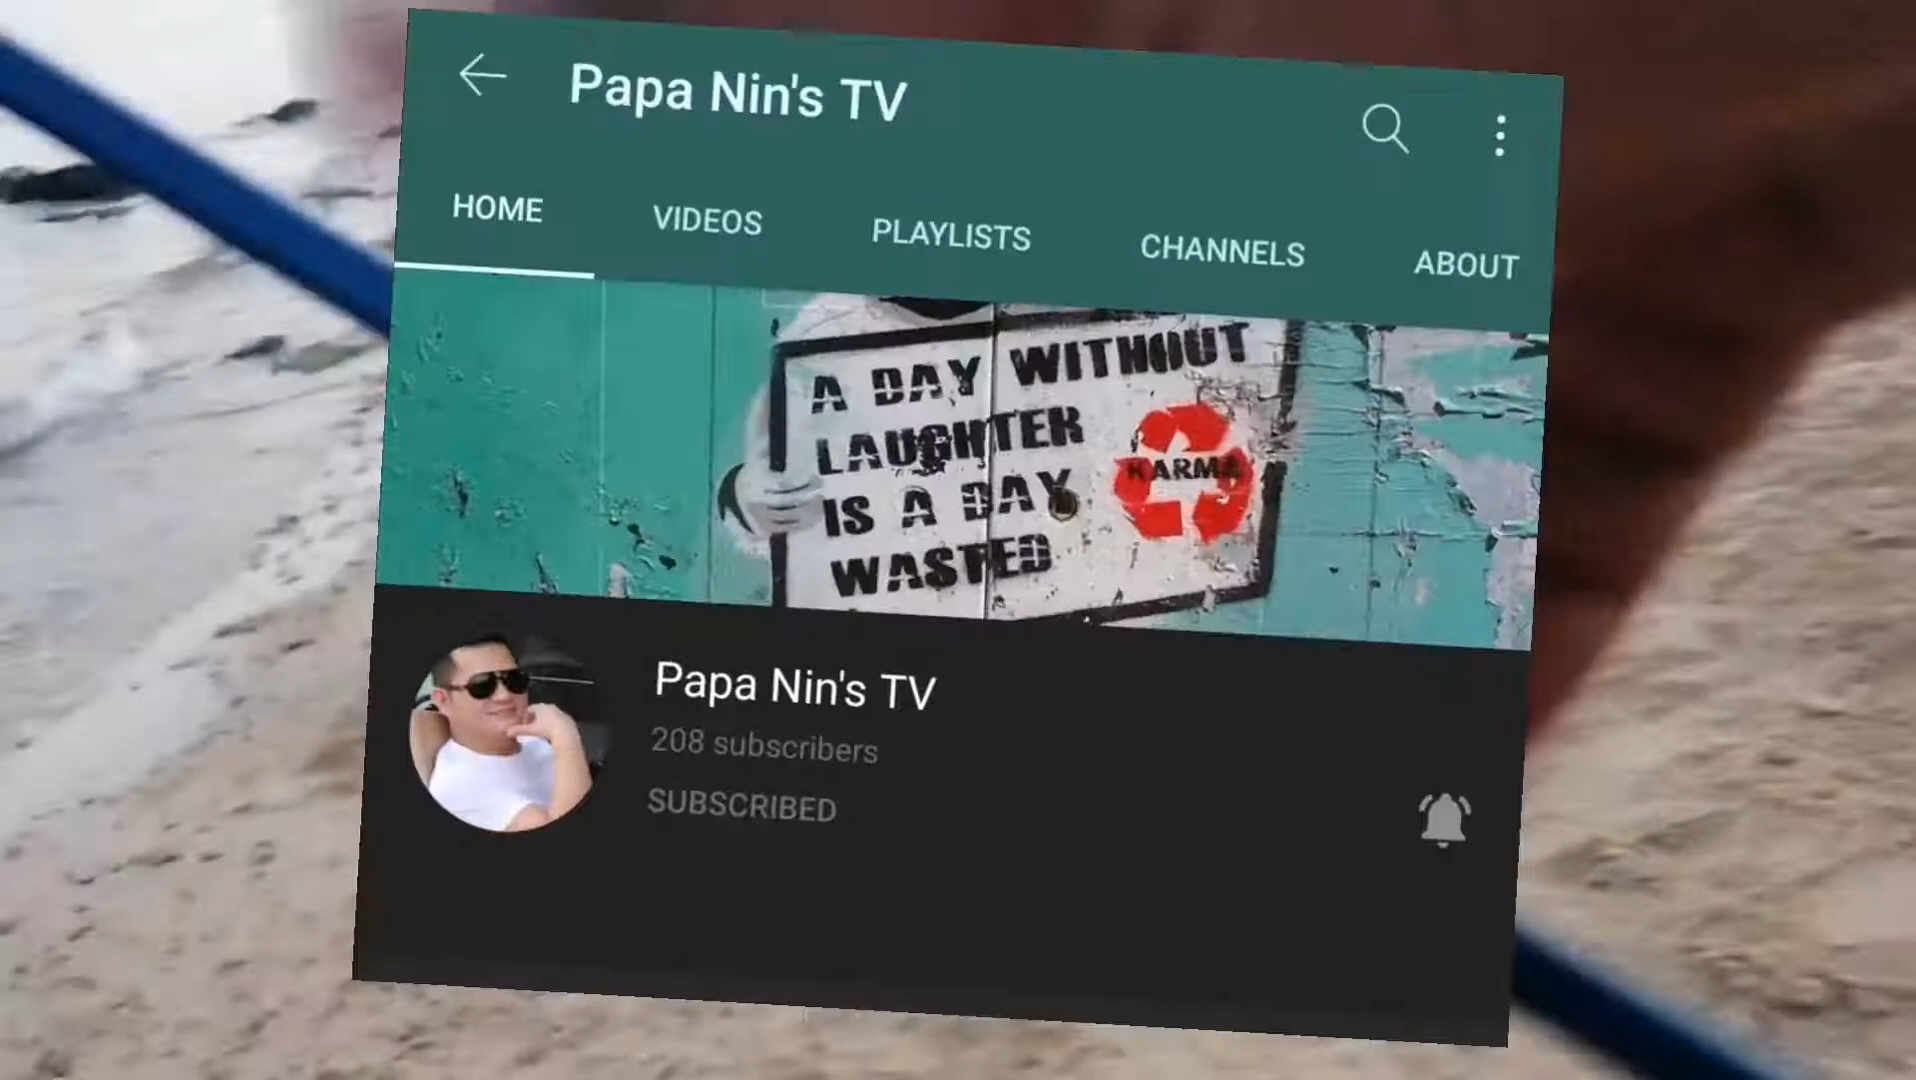 Papa Nin's TV
HOME VIDEOS PLAYLISTS CHANNELS ABOUT
A DAY WITHOUT
LAUGHTER
IS A DAY
WASTED
KARMA
Papa Nin's TV
208 subscribers
SUBSCRIBED